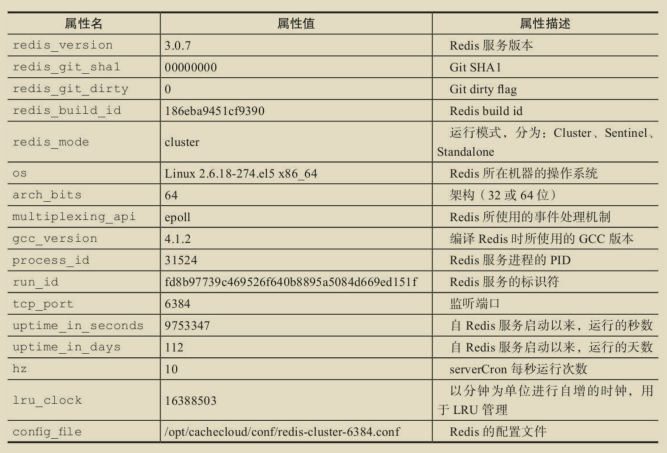 属性名 属性值 属性描述
redis_version 3.0.7 Redis 服务版本
redis_git_sha1 00000000 Git SHA1
redis_git_dirty 0 Git dirty flag
redis_build_id 186eba9451cf9390 Redis build id
redis_mode cluster 运行模式，分为：Cluster、Sentinel、
Standalone
os Linux 2.6.18-274.el5 x86_64 Redis 所在机器的操作系统
arch_bits 64 架构（32 或 64 位）
multiplexing_api epoll Redis 所使用的事件处理机制
gcc_version 4.1.2 编译 Redis 时所使用的 GCC 版本
process_id 31524 Redis 服务进程的 PID
run_id fd8b97739c469526f640b8895a5084d669ed151f Redis 服务的标识符
tcp_port 6384 监听端口
uptime_in_seconds 9753347 自 Redis 服务启动以来，运行的秒数
uptime_in_days 112 自 Redis 服务启动以来，运行的天数
hz 10 serverCron 每秒运行次数
lru_clock 16388503 以分钟为单位进行自增的时钟，用
于 LRU 管理
config_file /opt/cachecloud/conf/redis-cluster-6384.conf Redis 的配置文件